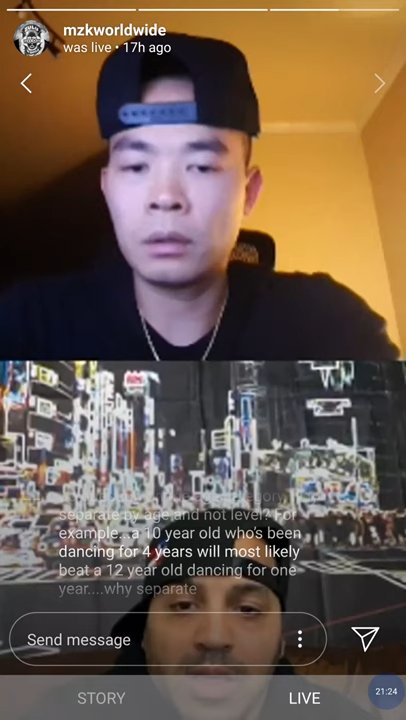 mzkworldwide
was live • 17h ago
category,
separate by age and not level? For
example...a 10 year old who's been
dancing for 4 years will most likely
beat a 12 year old dancing for one
year....why separate
Send message
STORY
LIVE
21:24